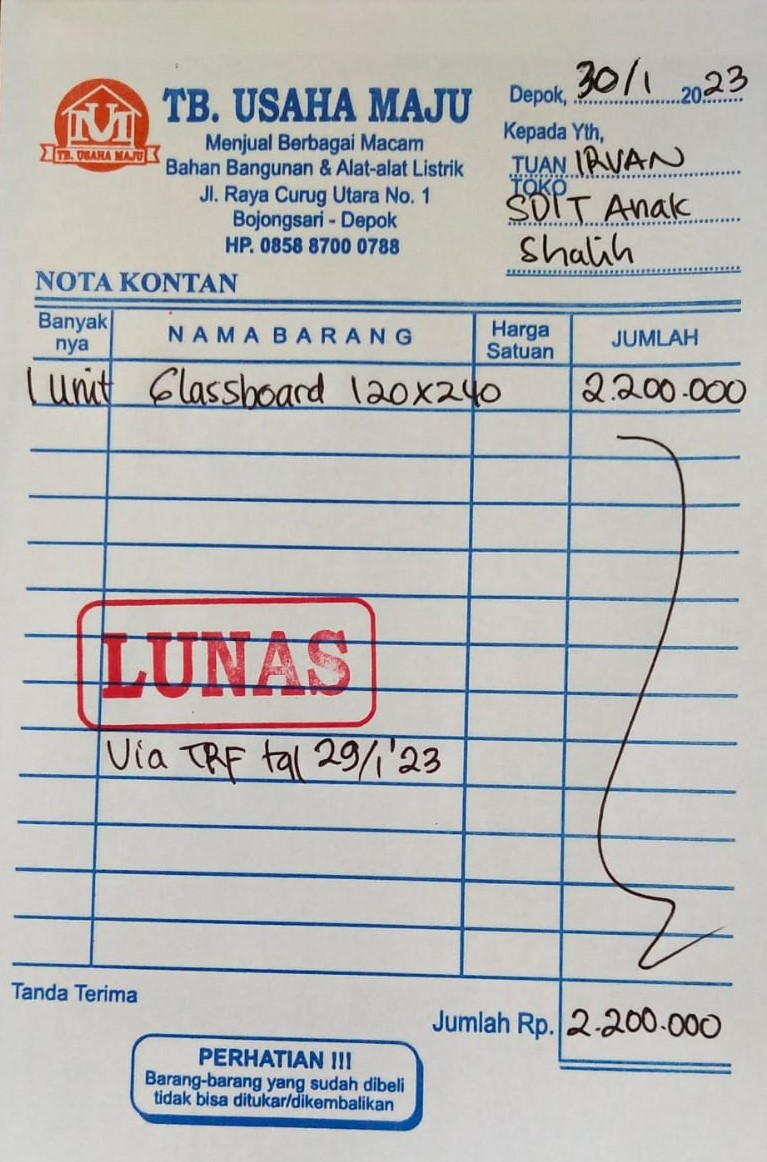 TB. USAHA MAJU
UM
TB. USAHA MAJU
Menjual Berbagai Macam
Bahan Bangunan & Alat-alat Listrik
Jl. Raya Curug Utara No. 1
Bojongsari - Depok
HP. 0858 8700 0788
Depok, 30/1 2023
Kepada Yth,
TUAN IRVAN
TOKO
SDIT Anak
Shalih
NOTA KONTAN
Banyak nya NAMA BARANG Harga Satuan JUMLAH
1 Unit Glassboard 120x240 2.200.000
LUNAS
Via TRF tgl 29/1'23
Tanda Terima
Jumlah Rp. 2.200.000
PERHATIAN !!!
Barang-barang yang sudah dibeli
tidak bisa ditukar/dikembalikan